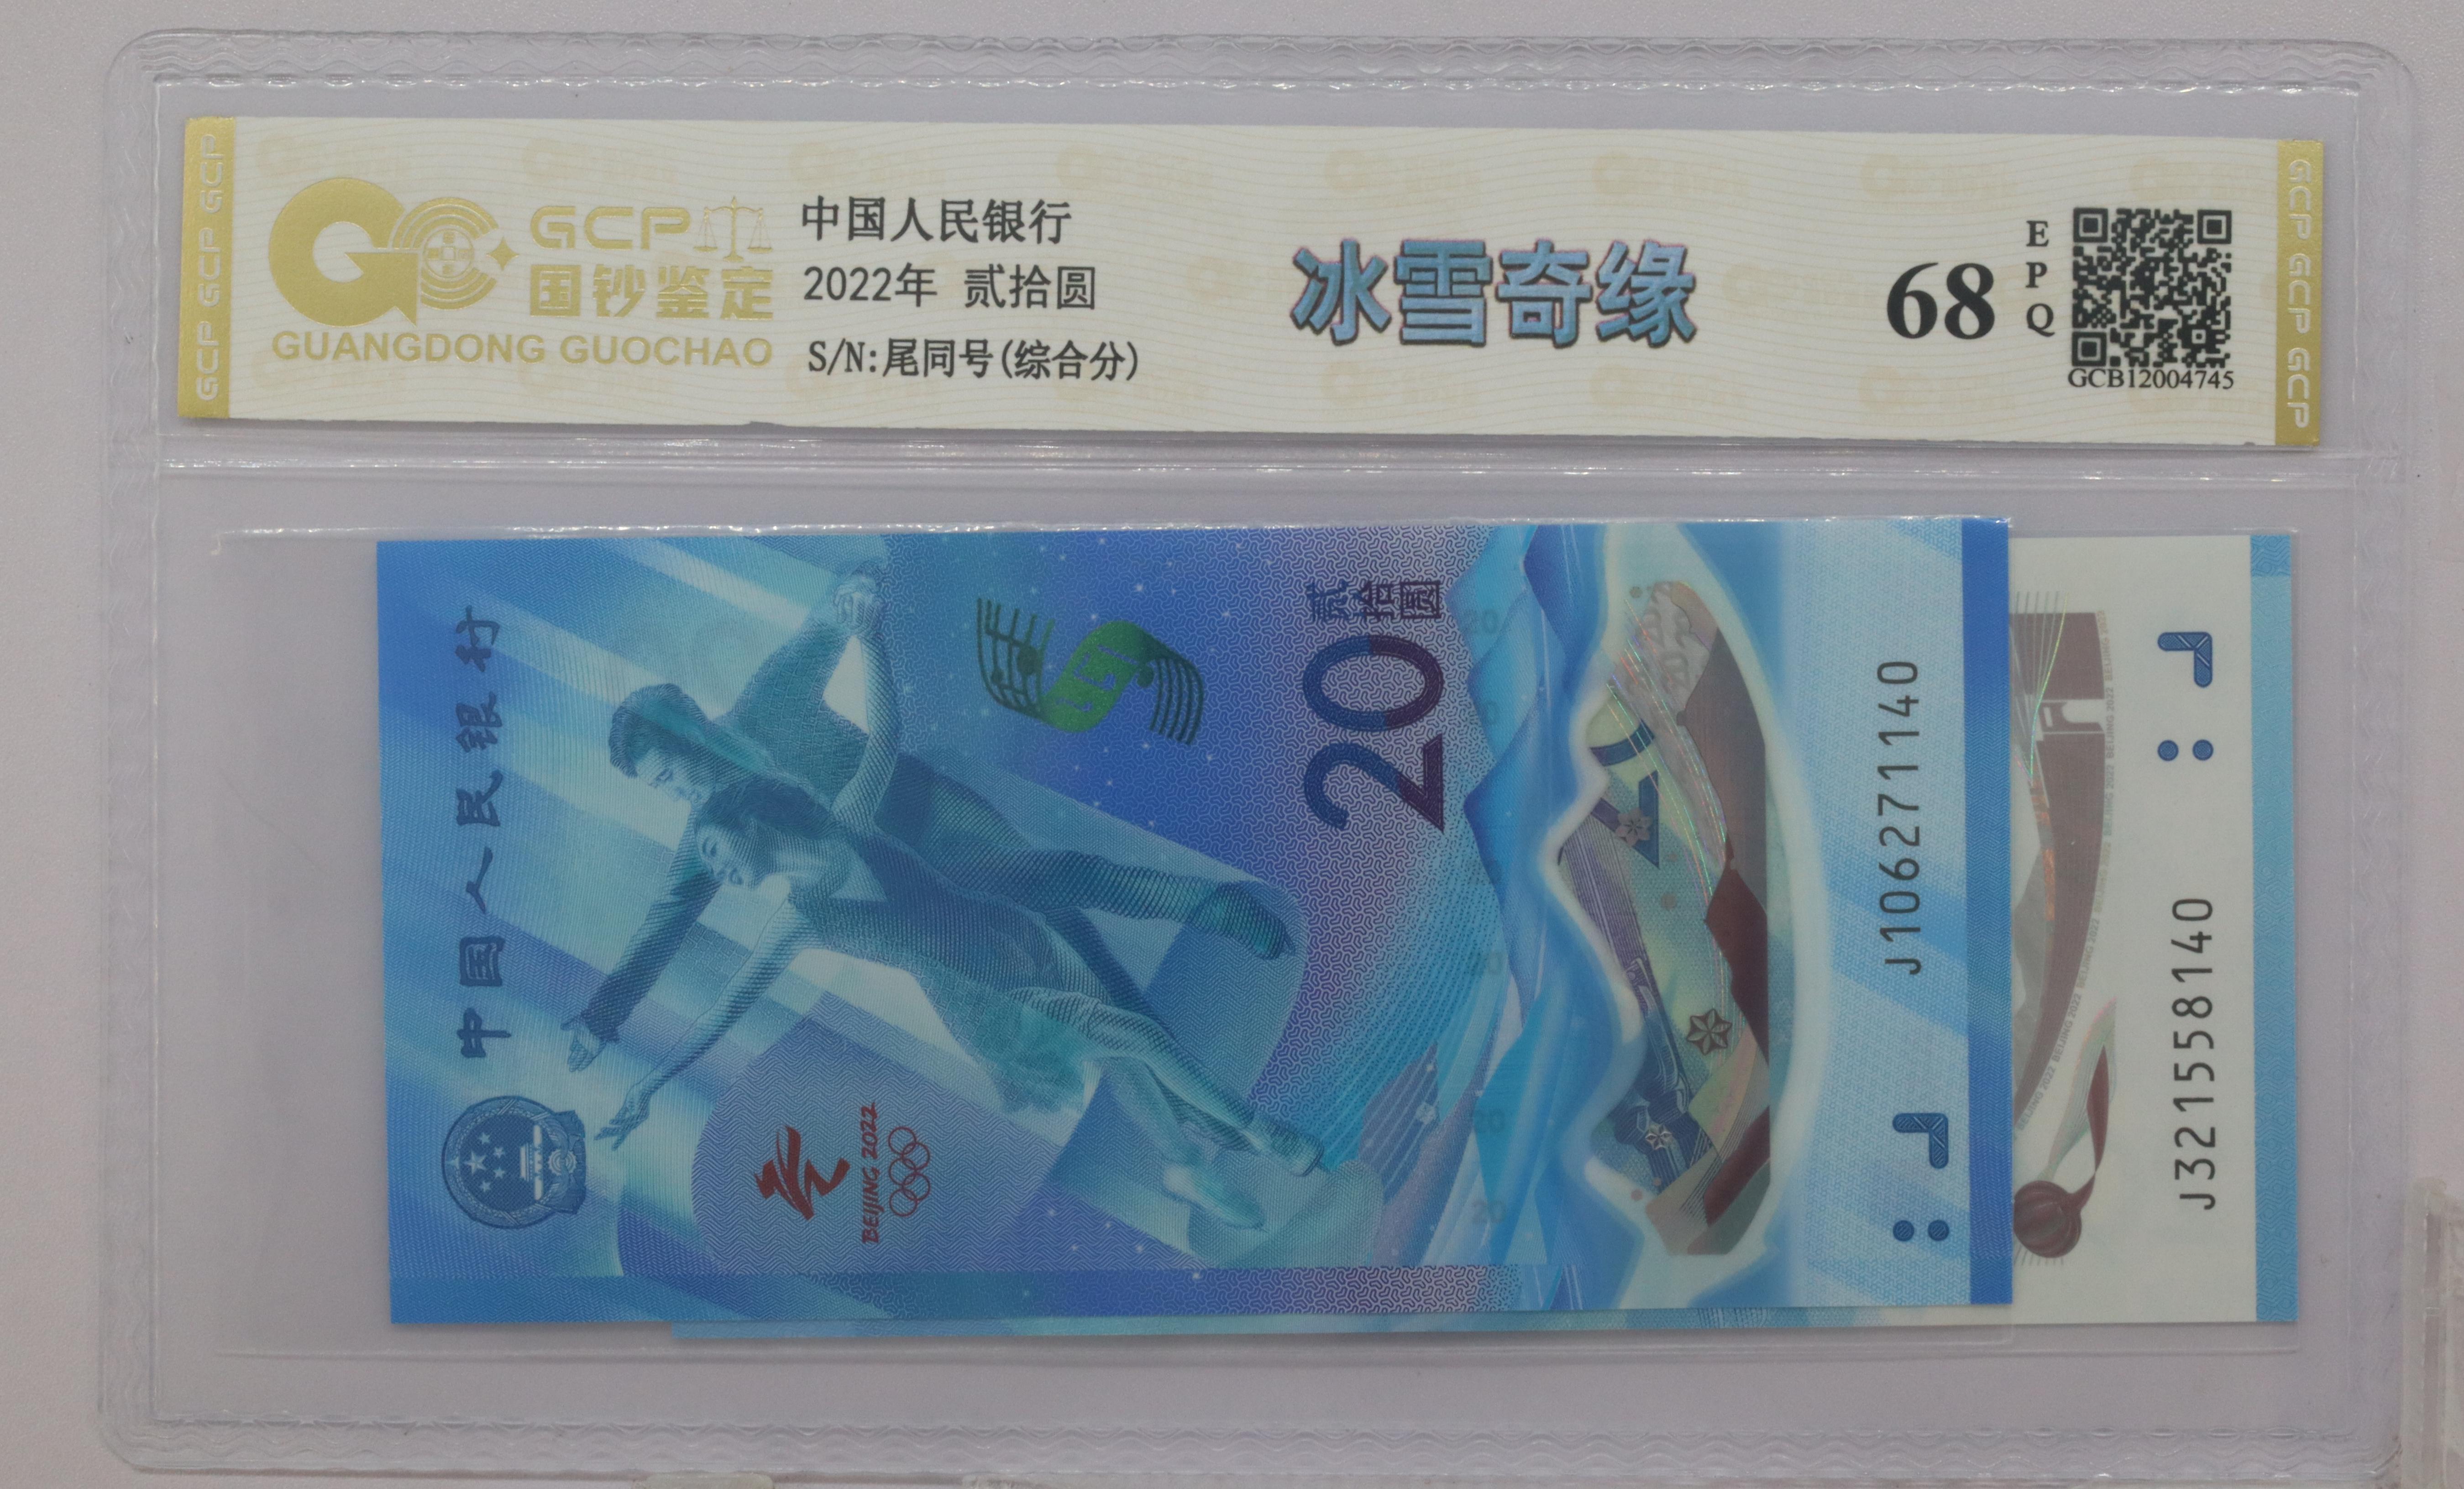 GCP GCP GCP
GCP
国钞鉴定
GUANGDONG GUOCHAO
中国人民银行
2022年 贰拾圆
S/N:尾同号(综合分)
冰雪奇缘
68
EPQ
GCB12004745
GCP GCP GCP
中国人民银行
BEIJING 2022
贰拾圆
20
J106271140
J321558140